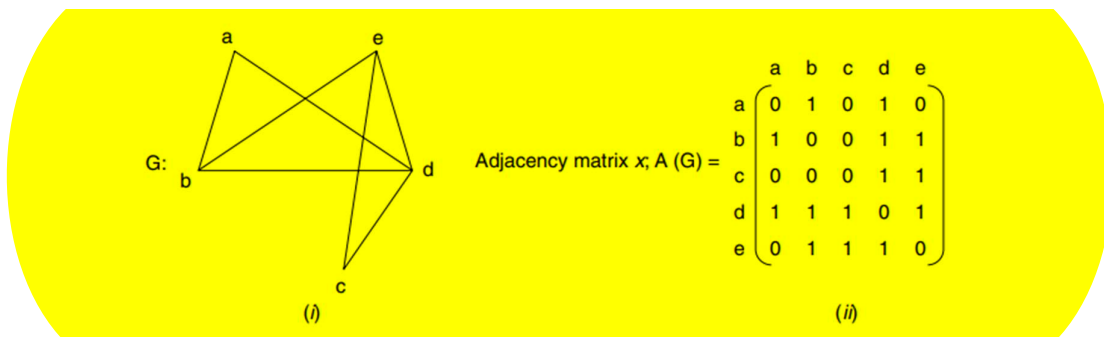 a e
G: b d
c
(i)
Adjacency matrix x; A (G) =
a b c d e
a 0 1 0 1 0
b 1 0 0 1 1
c 0 0 0 1 1
d 1 1 1 0 1
e 0 1 1 1 0
(ii)